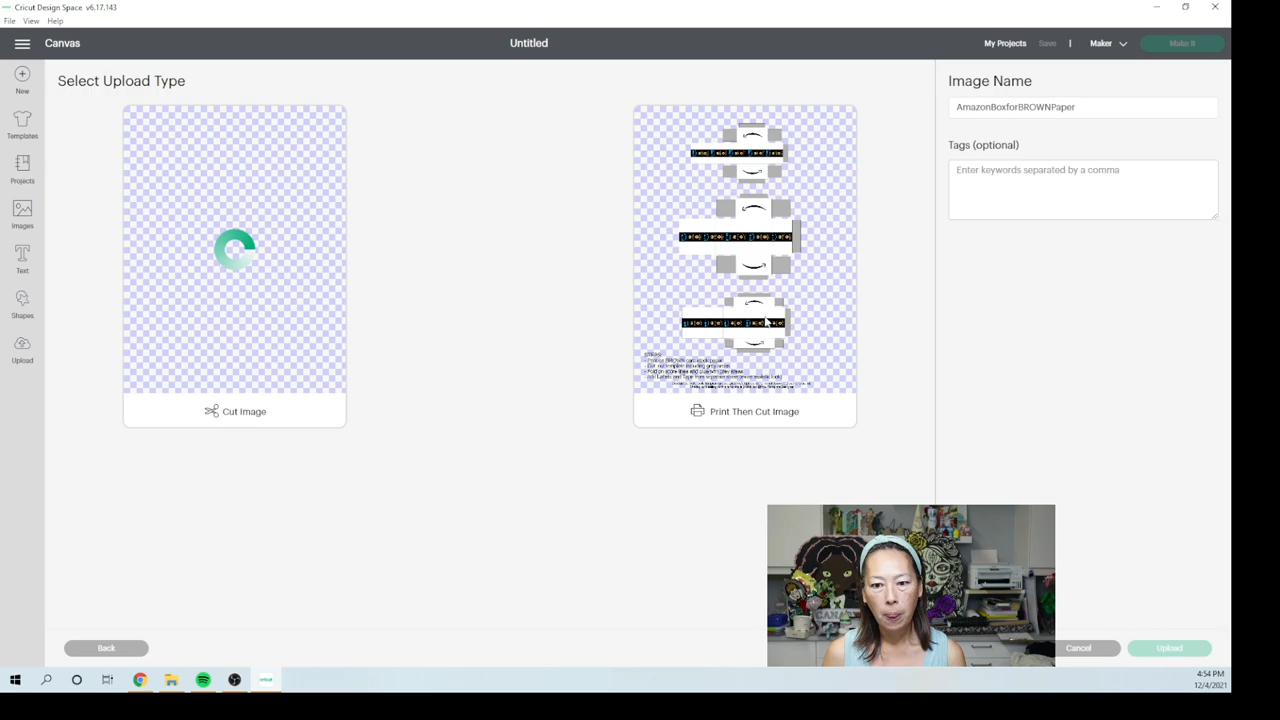 Cricut Design Space v6.17.143
File View Help
Canvas
Untitled
My Projects Save | Maker
Make It
New
Templates
Projects
Images
Text
Shapes
Upload
Select Upload Type
Cut Image
Print Then Cut Image
Image Name
AmazonBoxforBROWNPaper
Tags (optional)
Enter keywords separated by a comma
Back
Cancel
Upload
cricut
4:54 PM
12/4/2021